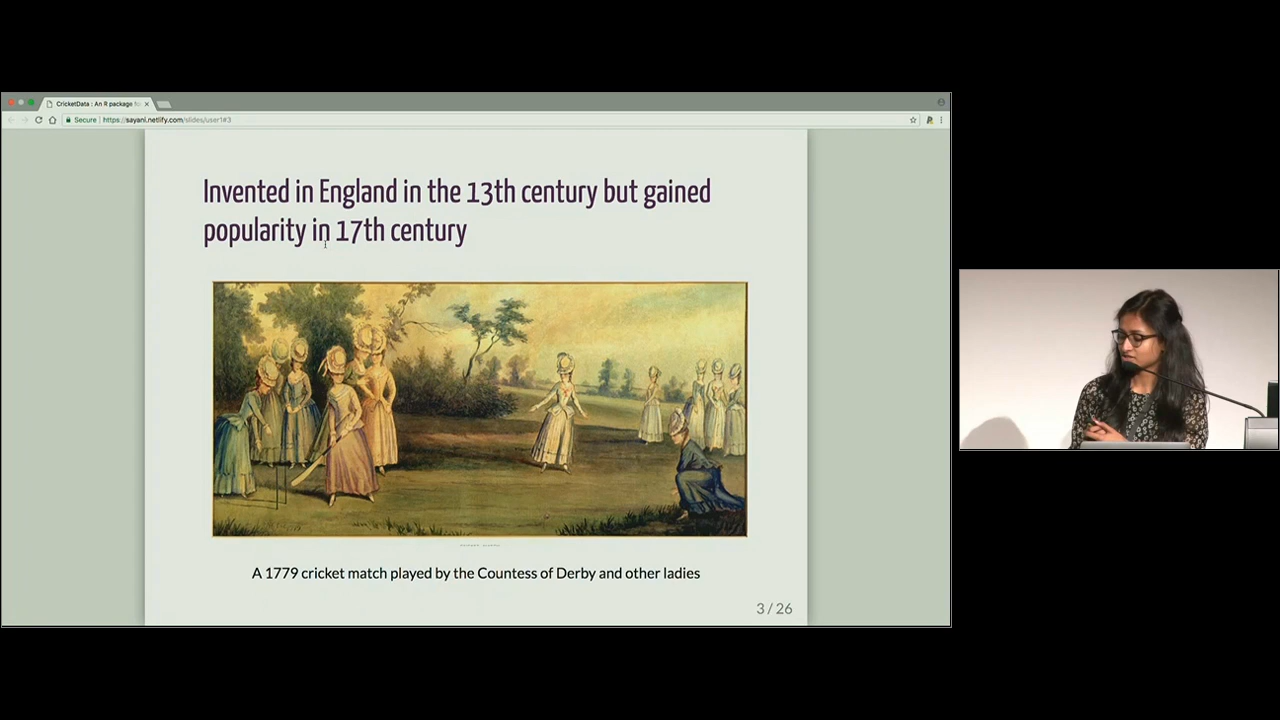 CricketData : An R package fo
Secure | https://sayani.netlify.com/slides/user1#3
Invented in England in the 13th century but gained
popularity in 17th century
A 1779 cricket match played by the Countess of Derby and other ladies
3 / 26